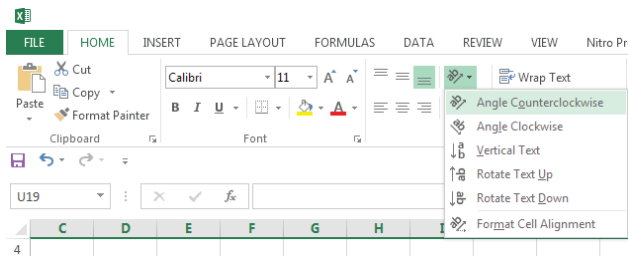 FILE HOME INSERT PAGE LAYOUT FORMULAS DATA REVIEW VIEW Nitro Pr
Cut
Copy
Format Painter
Paste
Calibri 11 A A
B I U A
Wrap Text
Clipboard Font
Angle Counterclockwise
Angle Clockwise
Vertical Text
Rotate Text Up
Rotate Text Down
Format Cell Alignment
U19 fx
C D E F G H I
4